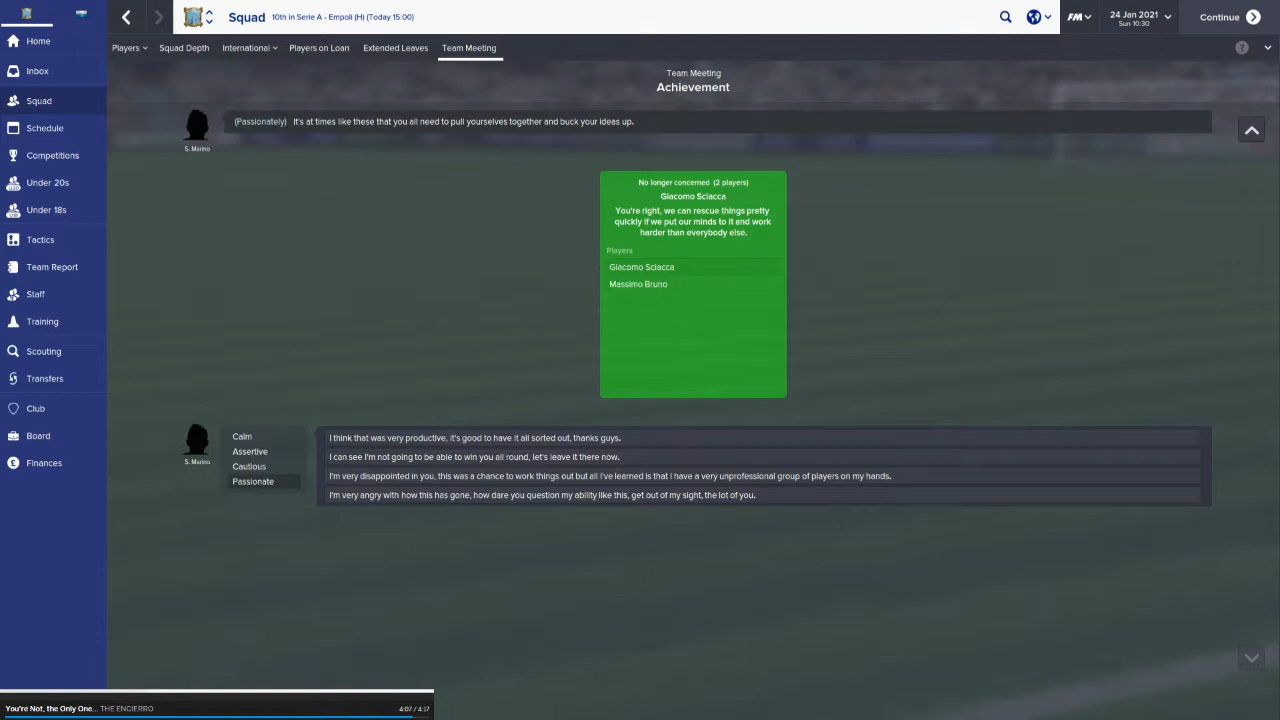 Squad
10th in Serie A - Empoli (H) (Today 15:00)
FM
24 Jan 2021
Sun 10:30
Continue
Home
Inbox
Squad
Schedule
Competitions
Under 20s
Under 18s
Tactics
Team Report
Staff
Training
Scouting
Transfers
Club
Board
Finances
Players
Squad Depth
International
Players on Loan
Extended Leaves
Team Meeting
?
Team Meeting
Achievement
S. Marino
(Passionately) It's at times like these that you all need to pull yourselves together and buck your ideas up.
No longer concerned (2 players)
Giacomo Sciacca
You're right, we can rescue things pretty
quickly if we put our minds to it and work
harder than everybody else.
Players
Giacomo Sciacca
Massimo Bruno
S. Marino
Calm
Assertive
Cautious
Passionate
I think that was very productive, it's good to have it all sorted out, thanks guys.
I can see I'm not going to be able to win you all round, let's leave it there now.
I'm very disappointed in you, this was a chance to work things out but all I've learned is that I have a very unprofessional group of players on my hands.
I'm very angry with how this has gone, how dare you question my ability like this, get out of my sight, the lot of you.
You're Not, the Only One... THE ENCIERRO
4:07 / 4:17